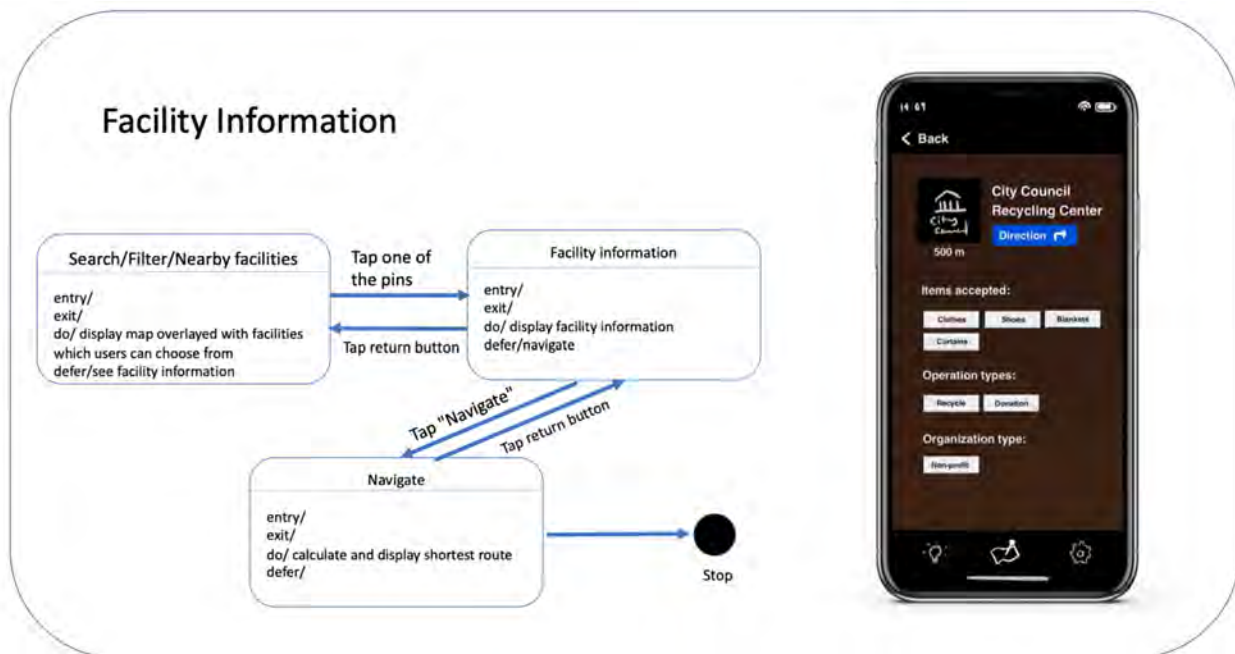 Facility Information
Search/Filter/Nearby facilities
entry/
exit/
do/ display map overlayed with facilities
which users can choose from
defer/see facility information
Tap one of
the pins
Tap return button
Facility information
entry/
exit/
do/ display facility information
defer/navigate
Tap "Navigate"
Tap return button
Navigate
entry/
exit/
do/ calculate and display shortest route
defer/
Stop
Back
City
Council
500 m
City Council
Recycling Center
Direction
Items accepted:
Clothes Shoes Blankets
Curtains
Operation types:
Recycle Donation
Organization type:
Non-profit